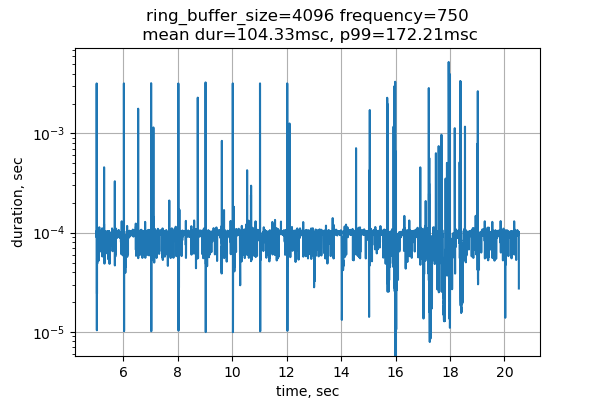 ring_buffer_size=4096 frequency=750
mean dur=104.33msc, p99=172.21msc
duration, sec
10⁻³
10⁻⁴
10⁻⁵
6 8 10 12 14 16 18 20
time, sec